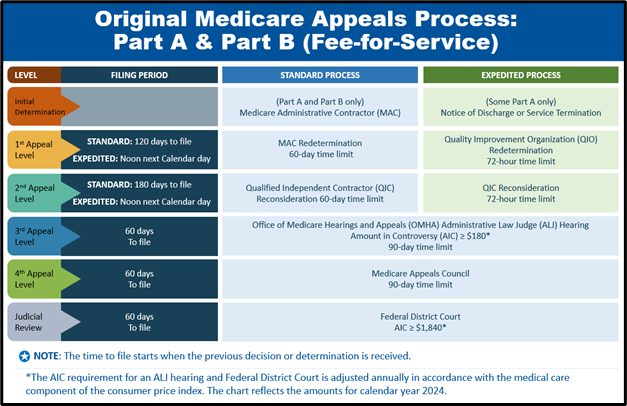 Original Medicare Appeals Process:
Part A & Part B (Fee-for-Service)
LEVEL
FILING PERIOD
STANDARD PROCESS
EXPEDITED PROCESS
Initial
Determination
(Part A and Part B only)
Medicare Administrative Contractor (MAC)
(Some Part A only)
Notice of Discharge or Service Termination
1st Appeal
Level
STANDARD: 120 days to file
EXPEDITED: Noon next Calendar day
MAC Redetermination
60-day time limit
Quality Improvement Organization (QIO)
Redetermination
72-hour time limit
2nd Appeal
Level
STANDARD: 180 days to file
EXPEDITED: Noon next Calendar day
Qualified Independent Contractor (QIC)
Reconsideration 60-day time limit
QIC Reconsideration
72-hour time limit
3rd Appeal
Level
60 days
To file
Office of Medicare Hearings and Appeals (OMHA) Administrative Law Judge (ALJ) Hearing
Amount in Controversy (AIC) ≥ $180*
90-day time limit
4th Appeal
Level
60 days
To file
Medicare Appeals Council
90-day time limit
Judicial
Review
60 days
To file
Federal District Court
AIC ≥ $1,840*
NOTE: The time to file starts when the previous decision or determination is received.
*The AIC requirement for an ALJ hearing and Federal District Court is adjusted annually in accordance with the medical care
component of the consumer price index. The chart reflects the amounts for calendar year 2024.